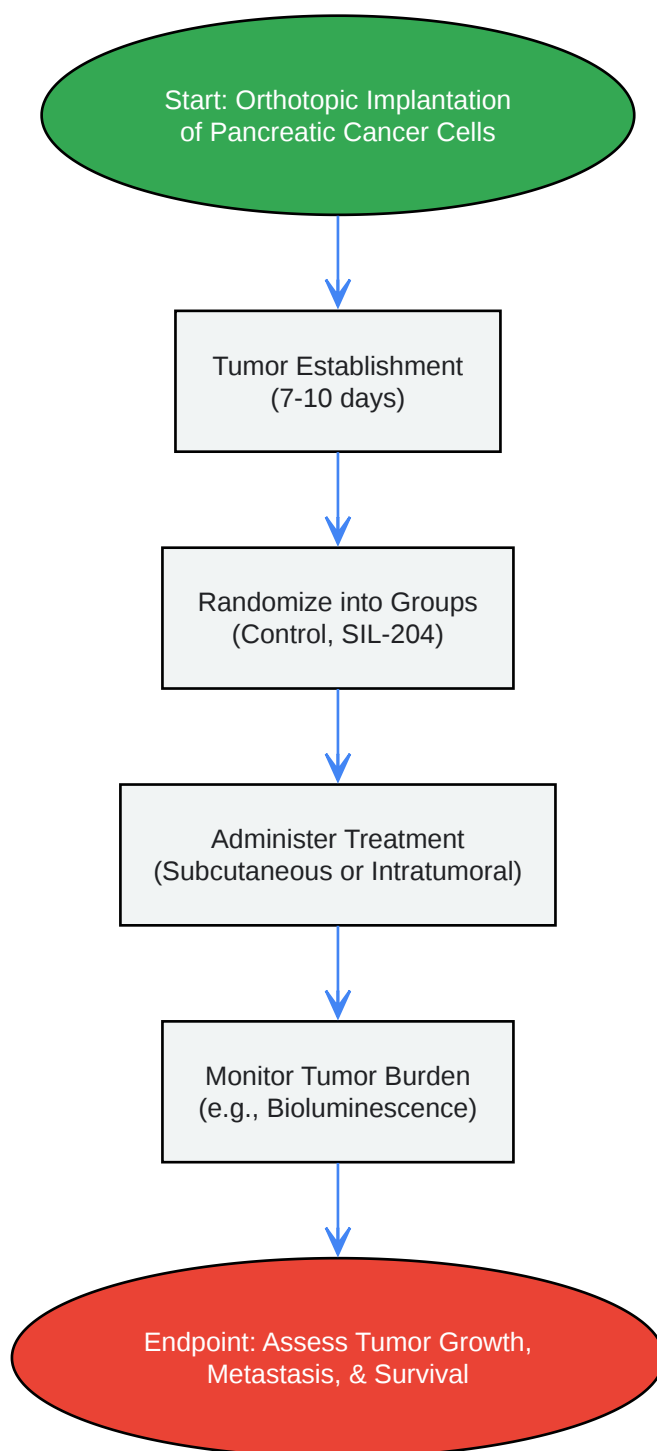 Start: Orthotopic Implantation
of Pancreatic Cancer Cells
Tumor Establishment
(7-10 days)
Randomize into Groups
(Control, SIL-204)
Administer Treatment
(Subcutaneous or Intratumoral)
Monitor Tumor Burden
(e.g., Bioluminescence)
Endpoint: Assess Tumor Growth,
Metastasis, & Survival